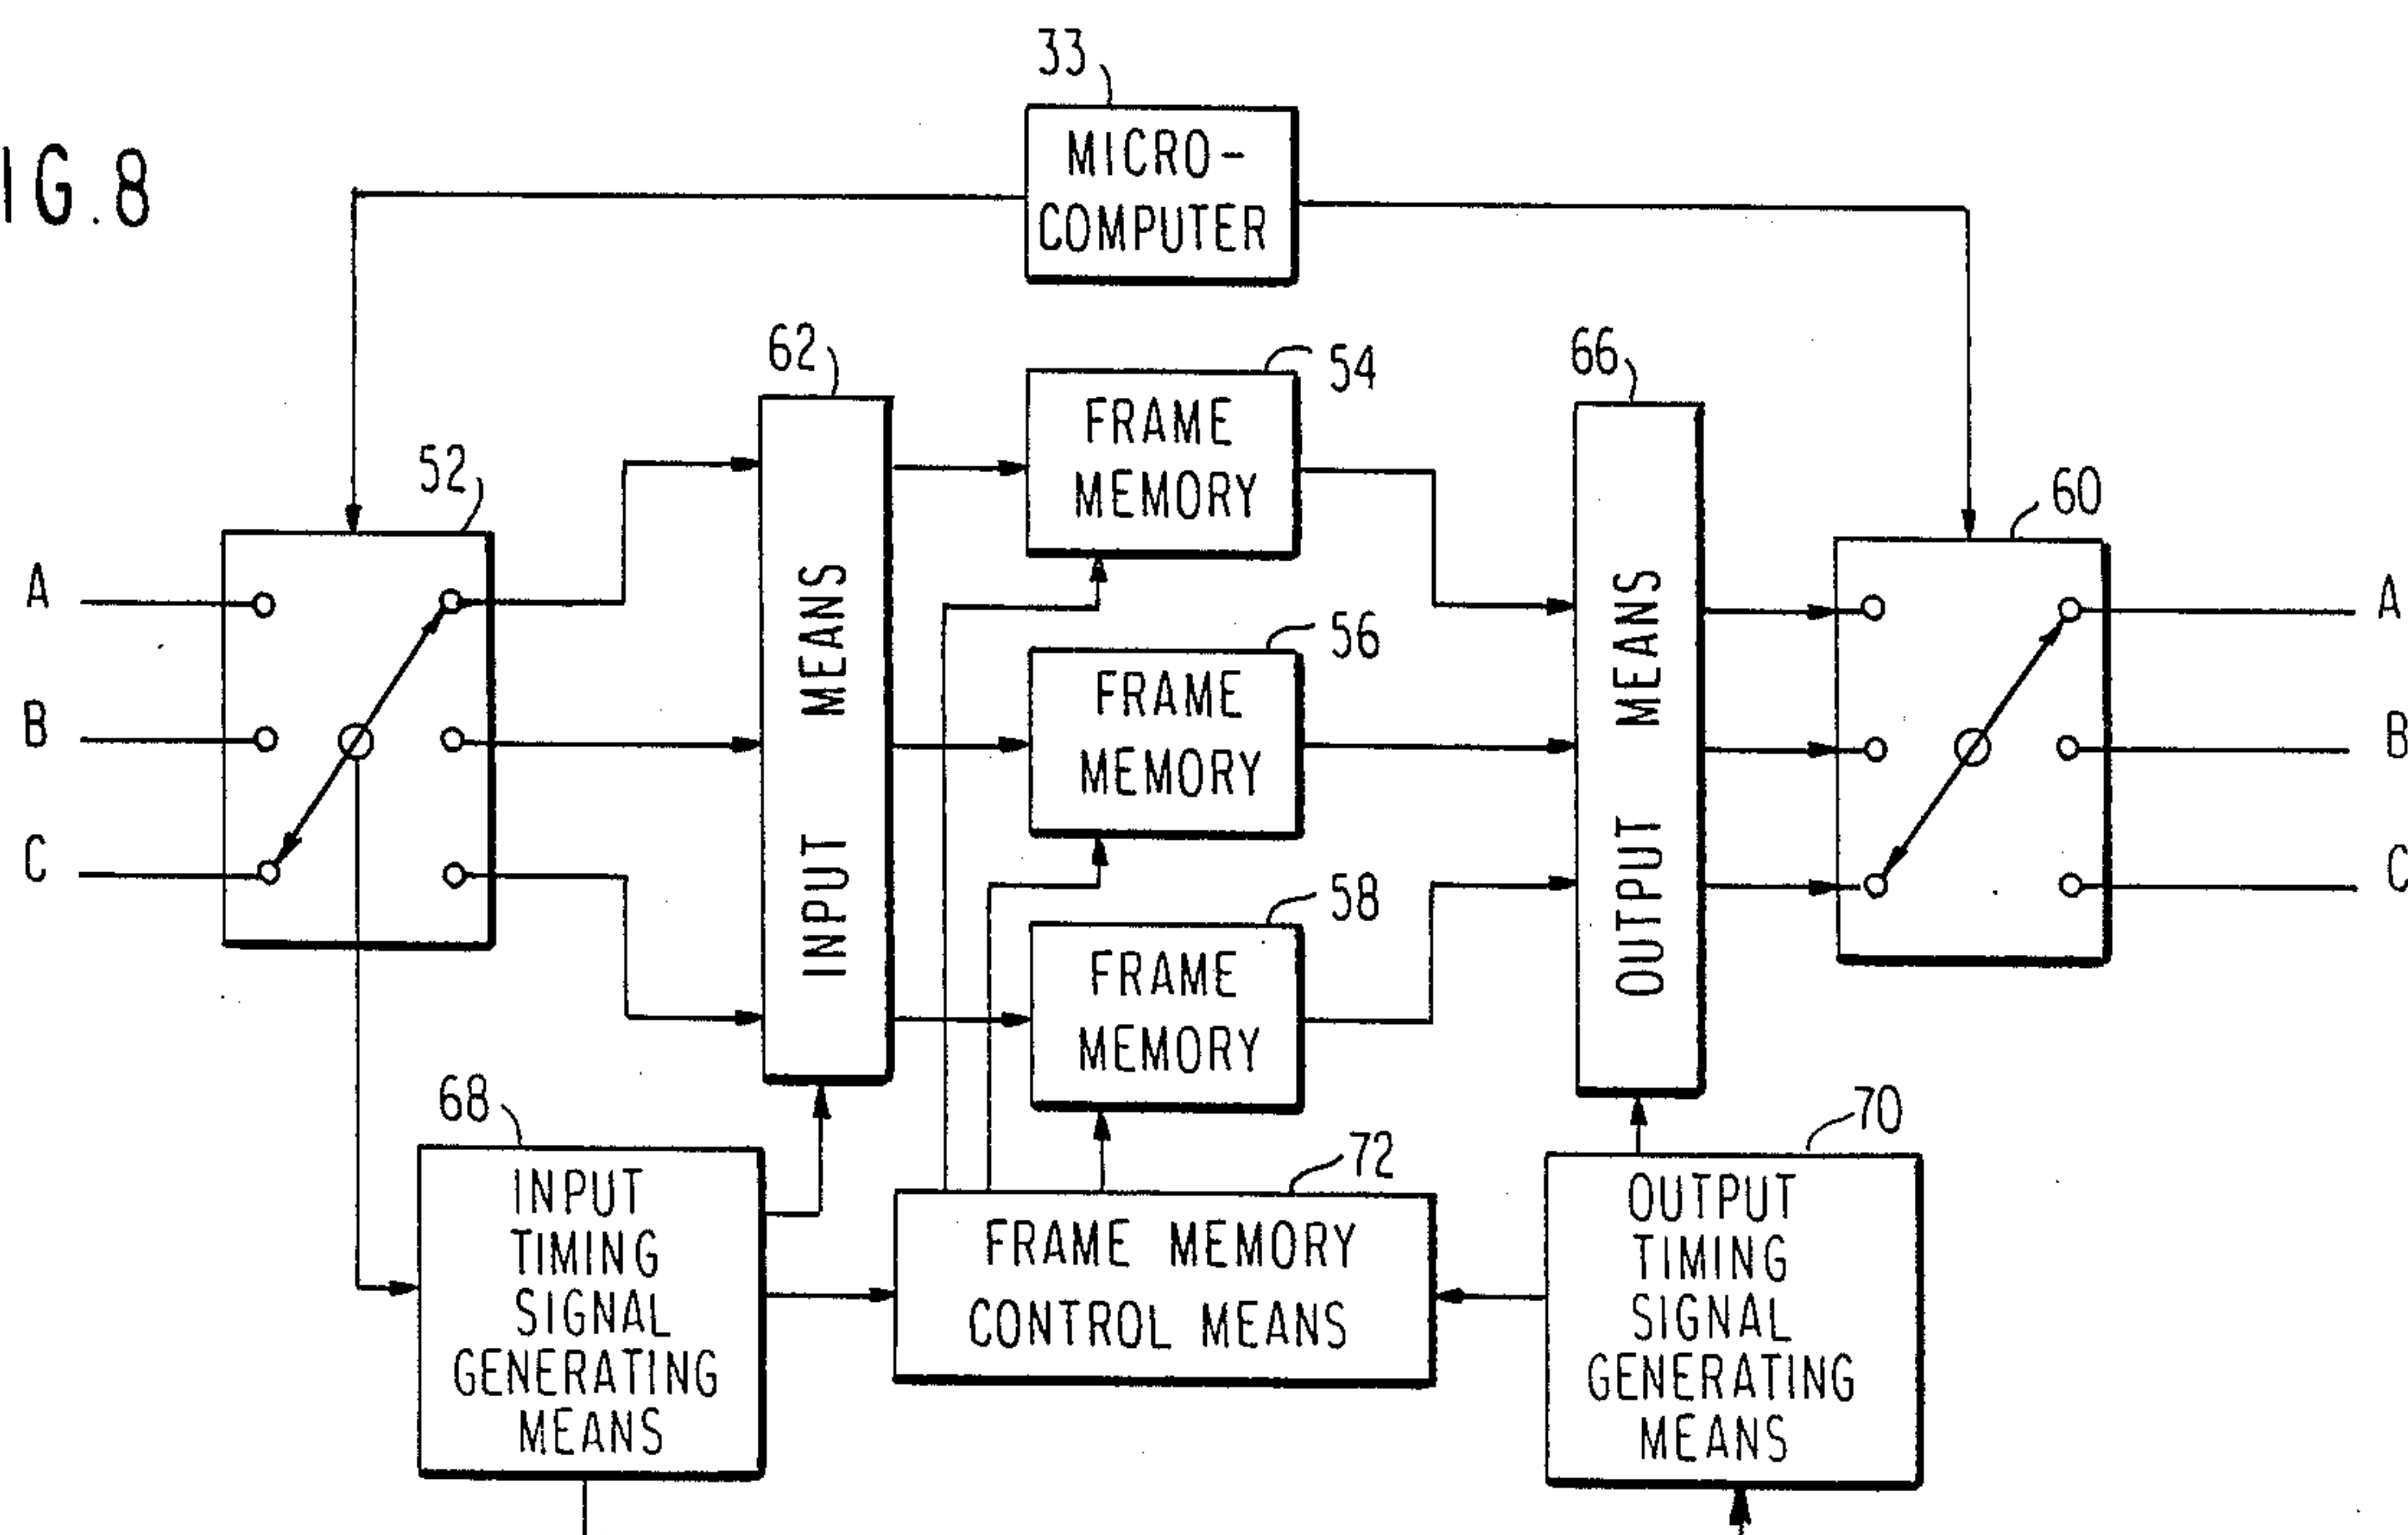 IG.8
33
MICRO-
COMPUTER
62
54
66
FRAME
MEMORY
52
60
A
A
56
INPUT MEANS
OUTPUT MEANS
FRAME
MEMORY
B
B
C
C
58
FRAME
MEMORY
68
72
70
INPUT
TIMING
SIGNAL
GENERATING
MEANS
FRAME MEMORY
CONTROL MEANS
OUTPUT
TIMING
SIGNAL
GENERATING
MEANS